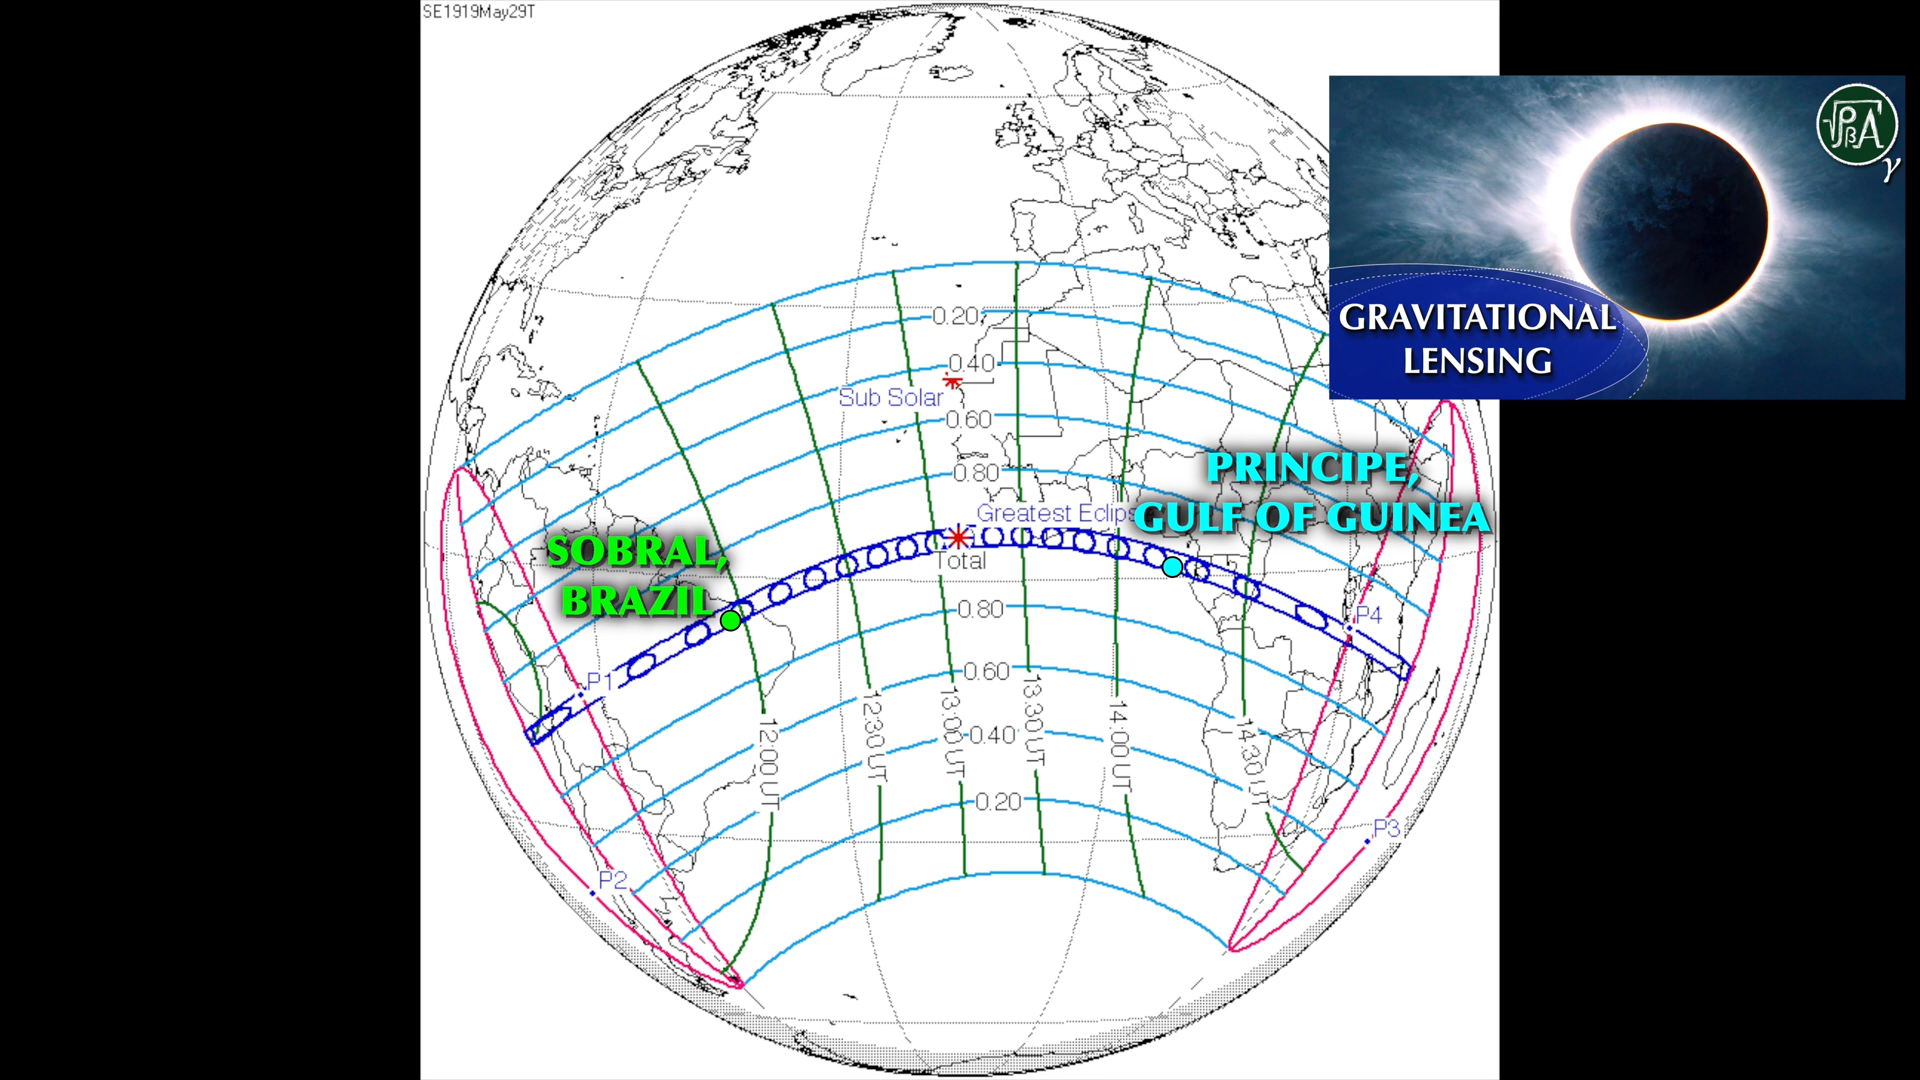 SE1919May29T
γ
GRAVITATIONAL
LENSING
0.20
0.40
Sub Solar
0.60
0.80
PRINCIPE,
GULF OF GUINEA
Greatest Eclip
SOBRAL,
BRAZIL
Total
0.80
P4
0.60
P1
12:00 UT
12:30 UT
13:00 UT
13:30 UT
14:00 UT
14:30 UT
0.40
0.20
P3
P2